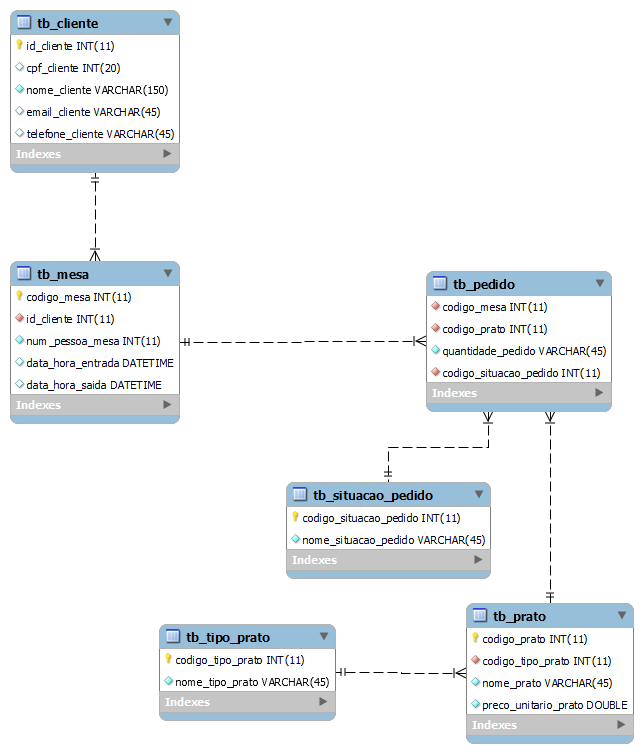 tb_cliente
id_cliente INT(11)
cpf_cliente INT(20)
nome_cliente VARCHAR(150)
email_cliente VARCHAR(45)
telefone_cliente VARCHAR(45)
Indexes
tb_mesa
codigo_mesa INT(11)
id_cliente INT(11)
num_pessoa_mesa INT(11)
data_hora_entrada DATETIME
data_hora_saida DATETIME
Indexes
tb_pedido
codigo_mesa INT(11)
codigo_prato INT(11)
quantidade_pedido VARCHAR(45)
codigo_situacao_pedido INT(11)
Indexes
tb_situacao_pedido
codigo_situacao_pedido INT(11)
nome_situacao_pedido VARCHAR(45)
Indexes
tb_tipo_prato
codigo_tipo_prato INT(11)
nome_tipo_prato VARCHAR(45)
Indexes
tb_prato
codigo_prato INT(11)
codigo_tipo_prato INT(11)
nome_prato VARCHAR(45)
preco_unitario_prato DOUBLE
Indexes